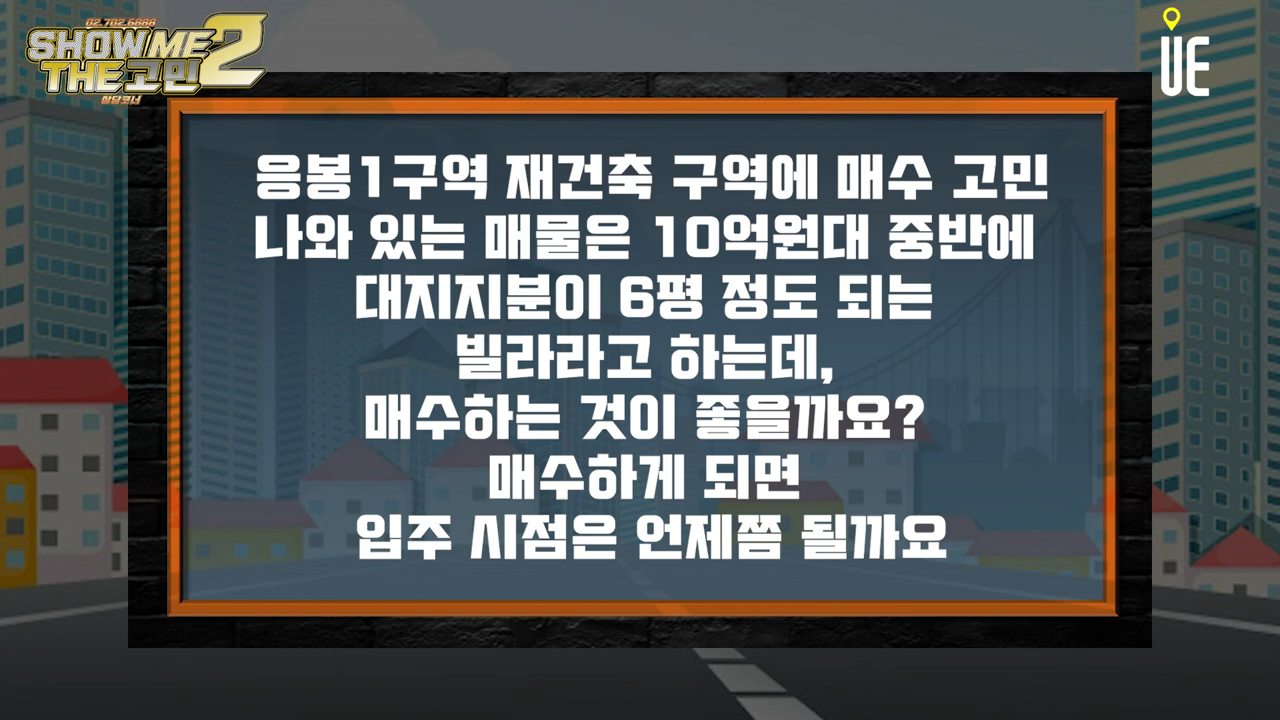 02.702.6888
SHOW ME
THE 고민 2
상담코너
UE
응봉1구역 재건축 구역에 매수 고민
나와 있는 매물은 10억원대 중반에
대지지분이 6평 정도 되는
빌라라고 하는데,
매수하는 것이 좋을까요?
매수하게 되면
입주 시점은 언제쯤 될까요